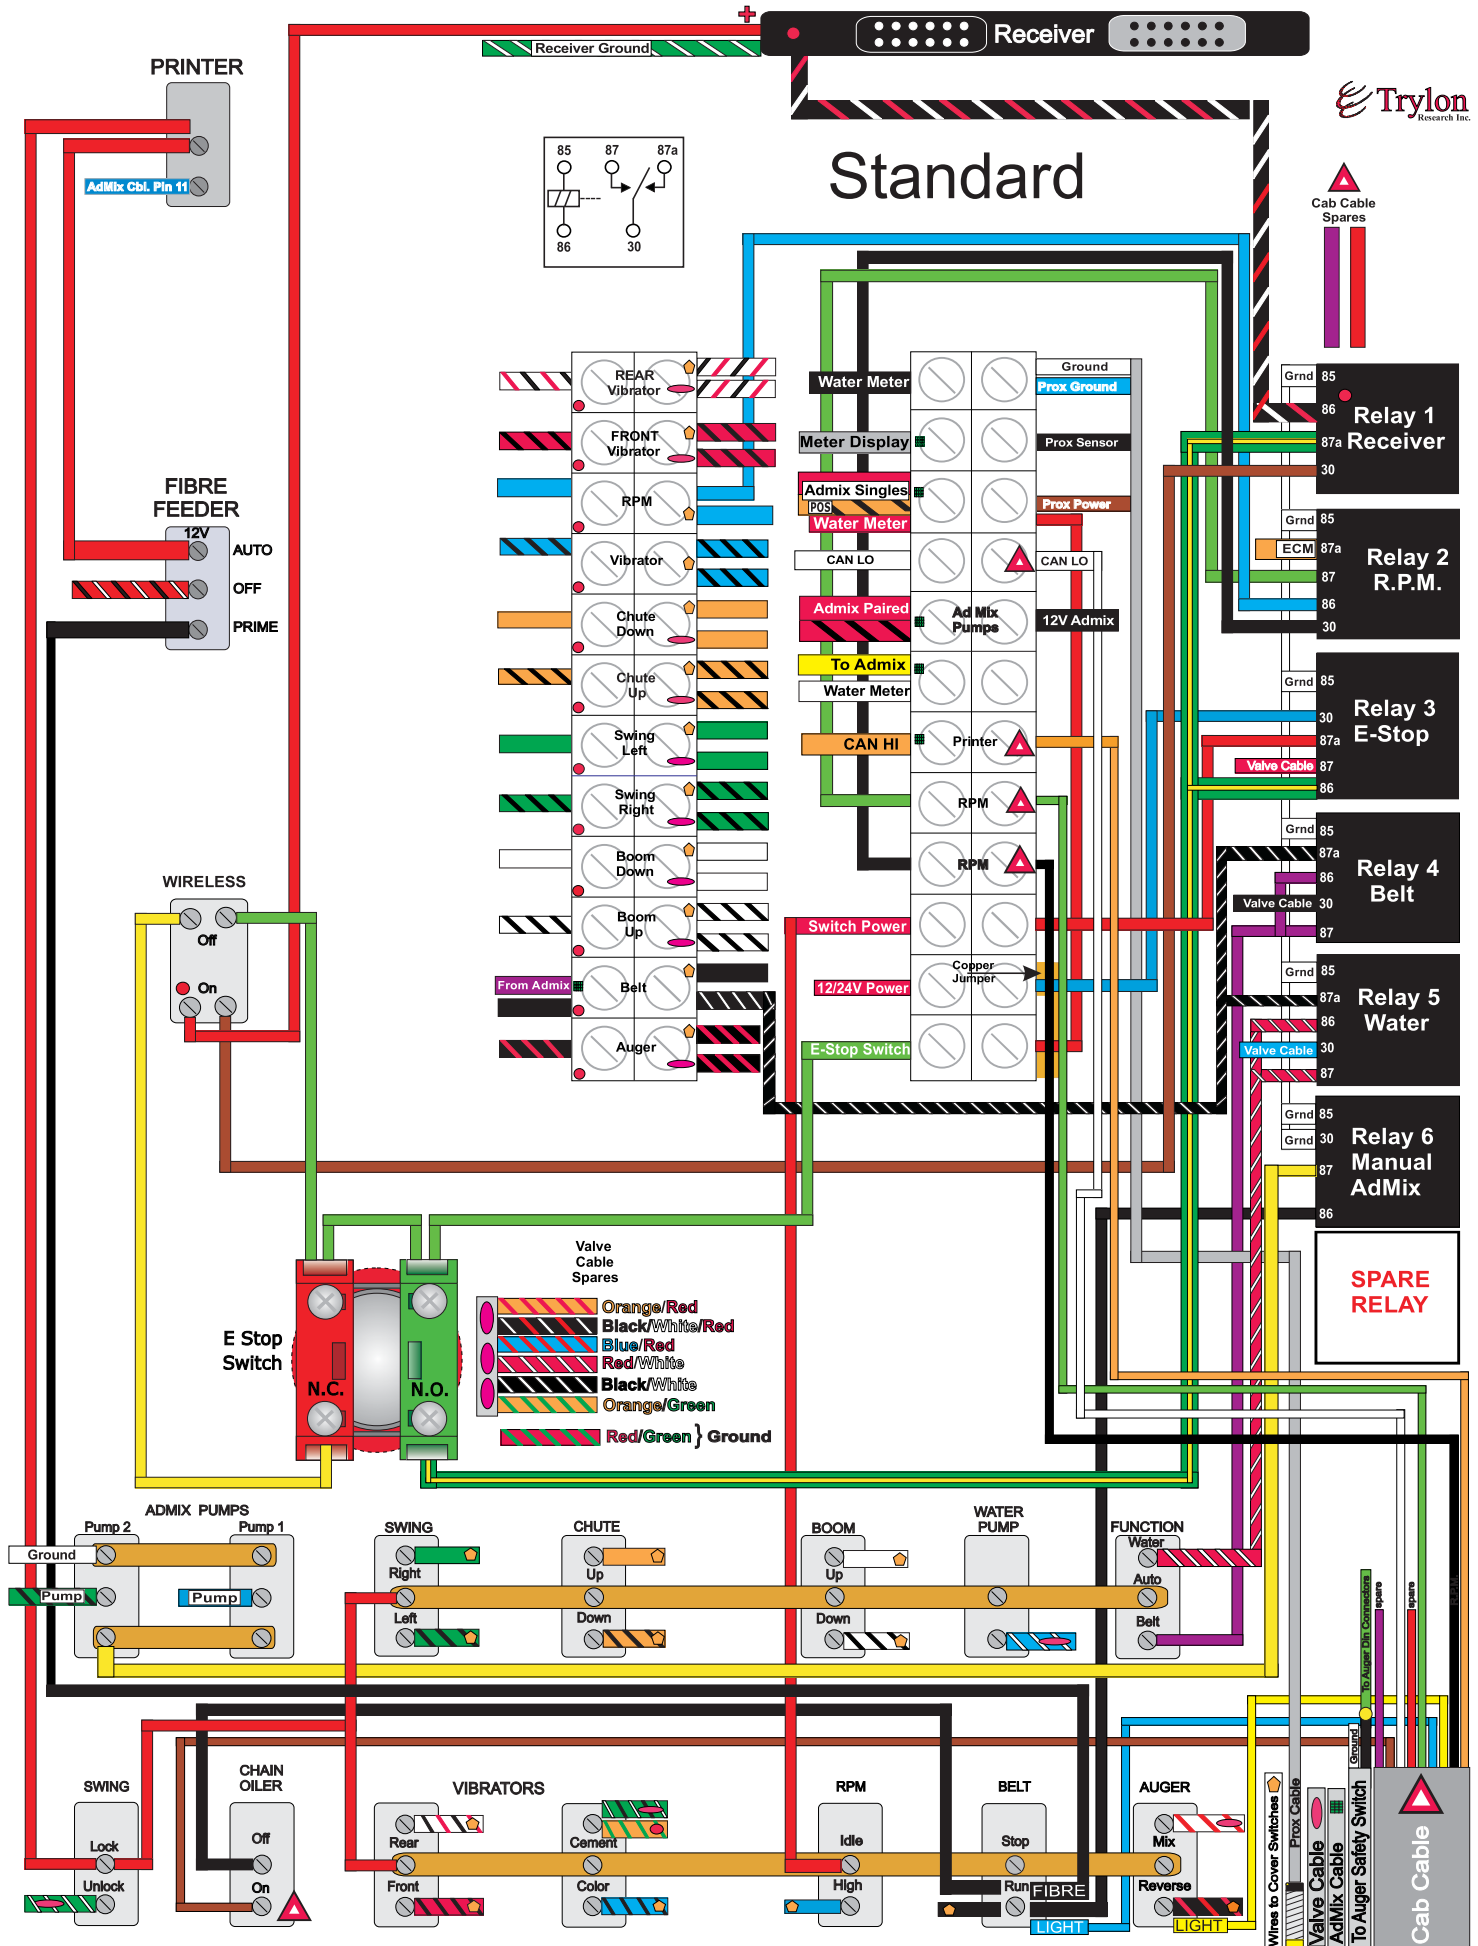 Receiver
Receiver Ground
PRINTER
AdMix Cbl. Pin 11
Trylon
Research Inc.
85
87
87a
86
30
Standard
Cab Cable
Spares
FIBRE
FEEDER
12V
AUTO
OFF
PRIME
REAR
Vibrator
FRONT
Vibrator
RPM
Vibrator
Chute
Down
Chute
Up
Swing
Left
Swing
Right
Boom
Down
Boom
Up
From Admix
Belt
Auger
Water Meter
Meter Display
Admix Singles
POS
Water Meter
CAN LO
Admix Paired
To Admix
Water Meter
CAN HI
Switch Power
12/24V Power
E-Stop Switch
Ad Mix
Pumps
Printer
RPM
RPM
Copper
Jumper
Ground
Prox Ground
Prox Sensor
Prox Power
CAN LO
12V Admix
Grnd 85
86
87a
30
Relay 1
Receiver
Grnd 85
ECM 87a
87
86
30
Relay 2
R.P.M.
Grnd 85
30
87a
Valve Cable 87
86
Relay 3
E-Stop
Grnd 85
87a
86
Valve Cable 30
87
Relay 4
Belt
Grnd 85
87a
86
Valve Cable 30
87
Relay 5
Water
Grnd 85
Grnd 30
87
86
Relay 6
Manual
AdMix
SPARE
RELAY
WIRELESS
Off
On
E Stop
Switch
N.C.
N.O.
Valve
Cable
Spares
Orange/Red
Black/White/Red
Blue/Red
Red/White
Black/White
Orange/Green
Red/Green } Ground
ADMIX PUMPS
Pump 2
Pump 1
Ground
Pump
Pump
SWING
Right
Left
CHUTE
Up
Down
BOOM
Up
Down
WATER
PUMP
FUNCTION
Water
Auto
Belt
SWING
Lock
Unlock
CHAIN
OILER
Off
On
VIBRATORS
Rear
Front
Cement
Color
RPM
Idle
High
BELT
Stop
Run
FIBRE
LIGHT
AUGER
Mix
Reverse
LIGHT
Wires to Cover Switches
Prox Cable
Valve Cable
AdMix Cable
To Auger Safety Switch
Ground
To Auger Din Connectors
spare
spare
R.P.M.
Cab Cable